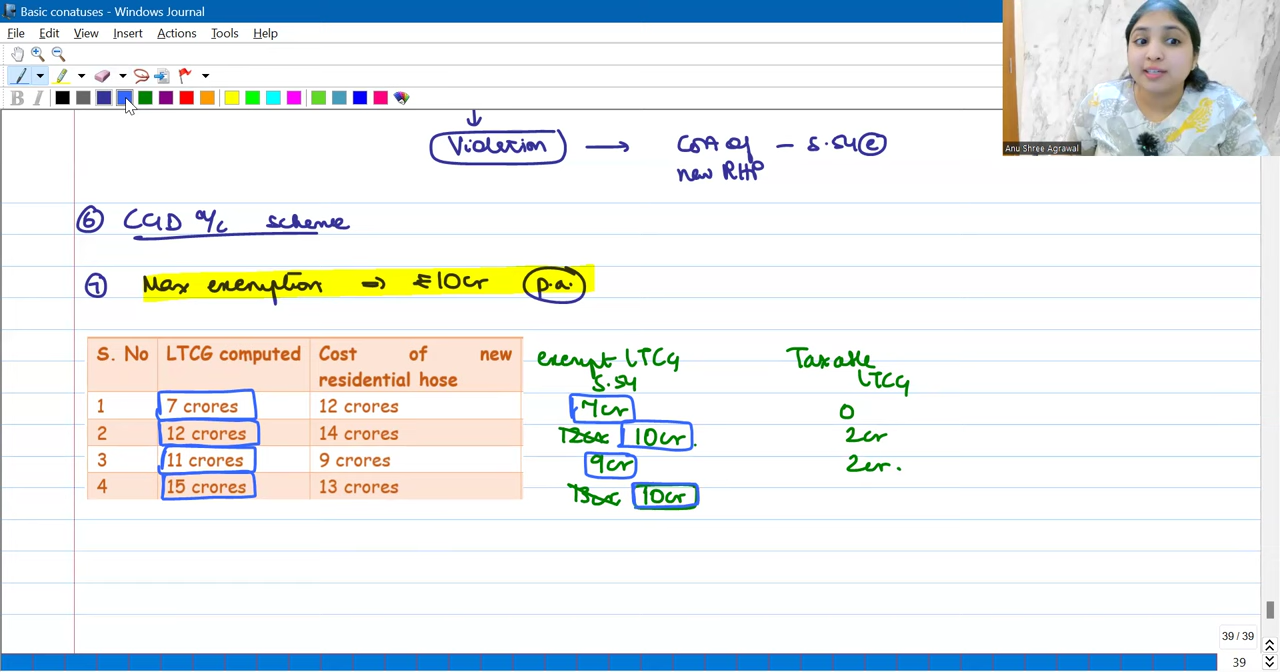 Basic conatuses - Windows Journal
File Edit View Insert Actions Tools Help
B I
Anu Shree Agrawal
Violation → COA of new RHP - S.54(e)
⑥ CGD a/c scheme
⑦ Max exemption ⇒ ₹10cr p.a.
S. No LTCG computed Cost of new residential hose exempt LTCG S.54 Taxable LTCG
1 7 crores 12 crores 7cr 0
2 12 crores 14 crores 12cr 10cr. 2cr
3 11 crores 9 crores 9cr 2cr.
4 15 crores 13 crores 13cr 10cr
39 / 39
39